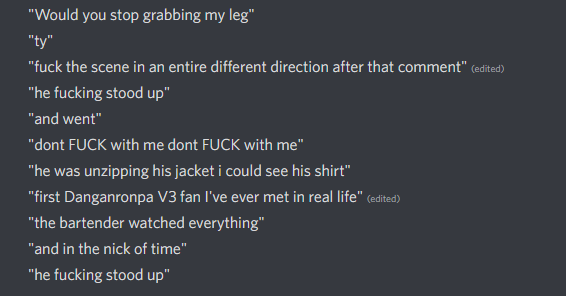 "Would you stop grabbing my leg"
"ty"
"fuck the scene in an entire different direction after that comment" (edited)
"he fucking stood up"
"and went"
"dont FUCK with me dont FUCK with me"
"he was unzipping his jacket i could see his shirt"
"first Danganronpa V3 fan I've ever met in real life" (edited)
"the bartender watched everything"
"and in the nick of time"
"he fucking stood up"